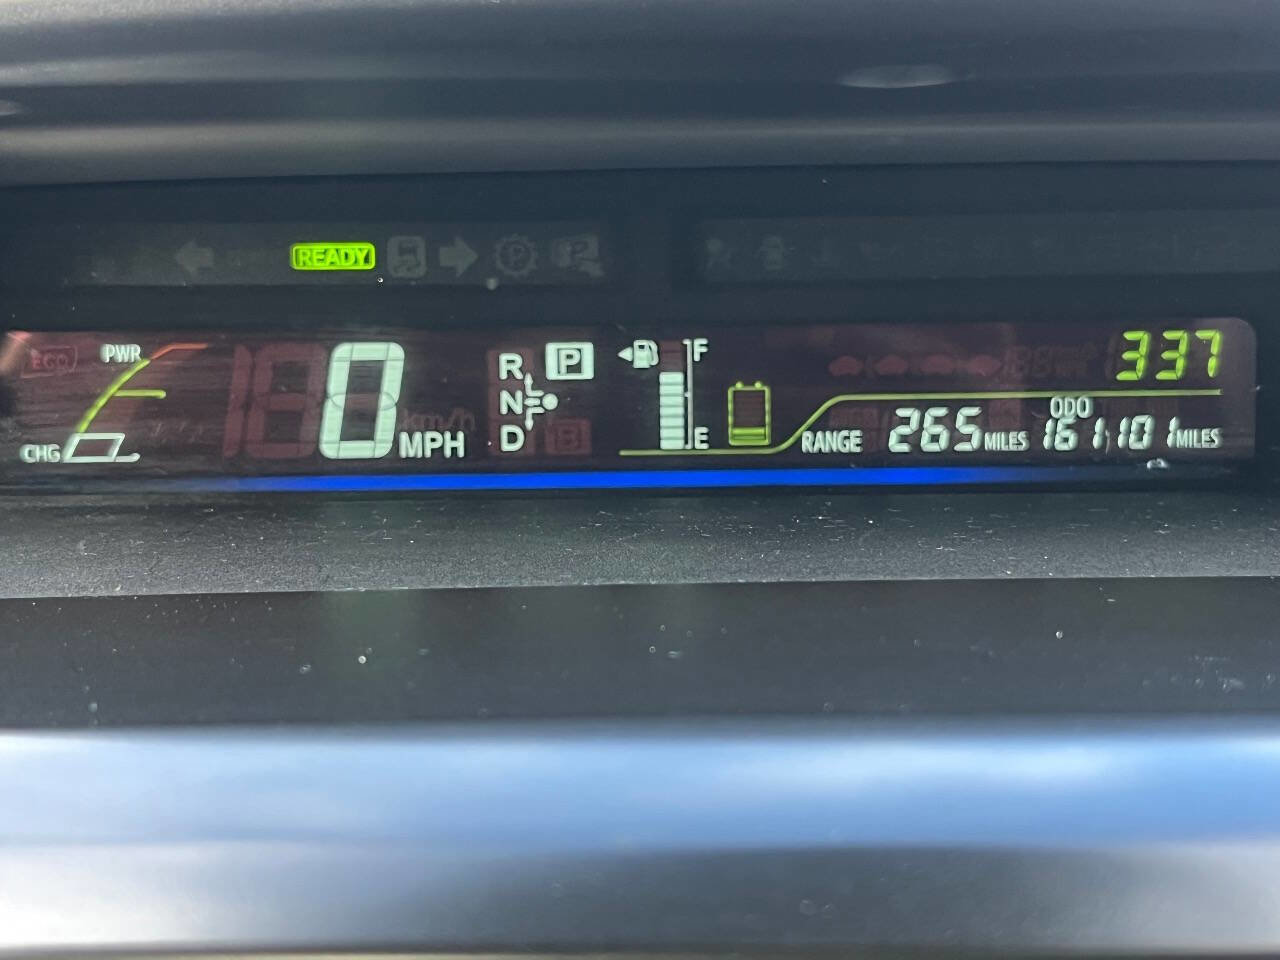 READY
ECO
PWR
CHG
0 MPH
km/h
R P
N
D B
F
E
337
RANGE 265 MILES
ODO
161101 MILES